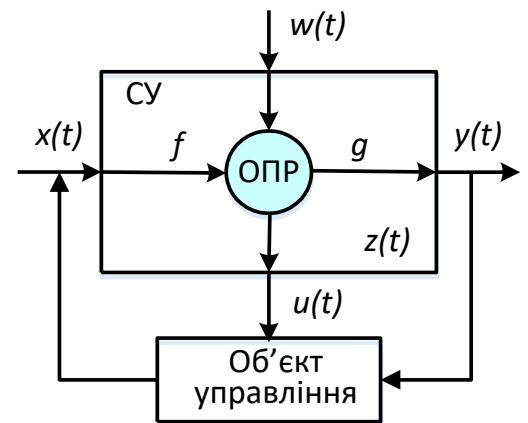 w(t)
СУ
x(t)
f
ОПР
g
y(t)
z(t)
u(t)
Об’єкт
управління